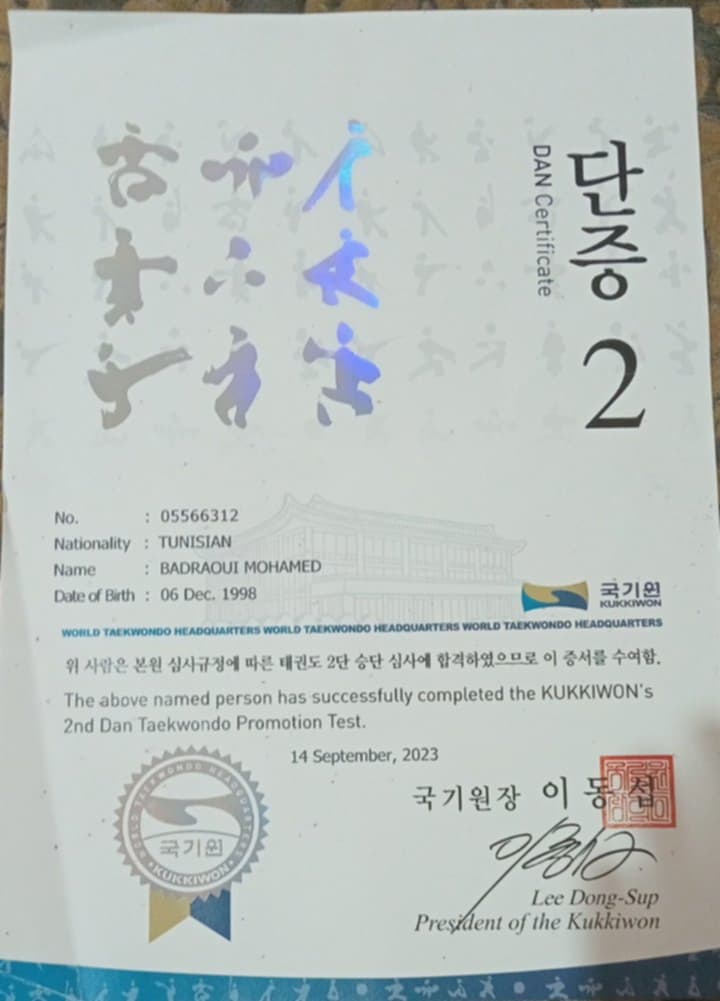 단증
DAN Certificate
2
No. : 05566312
Nationality : TUNISIAN
Name : BADRAOUI MOHAMED
Date of Birth : 06 Dec. 1998
국기원
KUKKIWON
WORLD TAEKWONDO HEADQUARTERS WORLD TAEKWONDO HEADQUARTERS WORLD TAEKWONDO HEADQUARTERS
위 사람은 본원 심사규정에 따른 태권도 2단 승단 심사에 합격하였으므로 이 증서를 수여함.
The above named person has successfully completed the KUKKIWON's
2nd Dan Taekwondo Promotion Test.
14 September, 2023
국기원장 이동섭
WORLD TAEKWONDO HEADQUARTERS
국기원
KUKKIWON
Lee Dong-Sup
President of the Kukkiwon